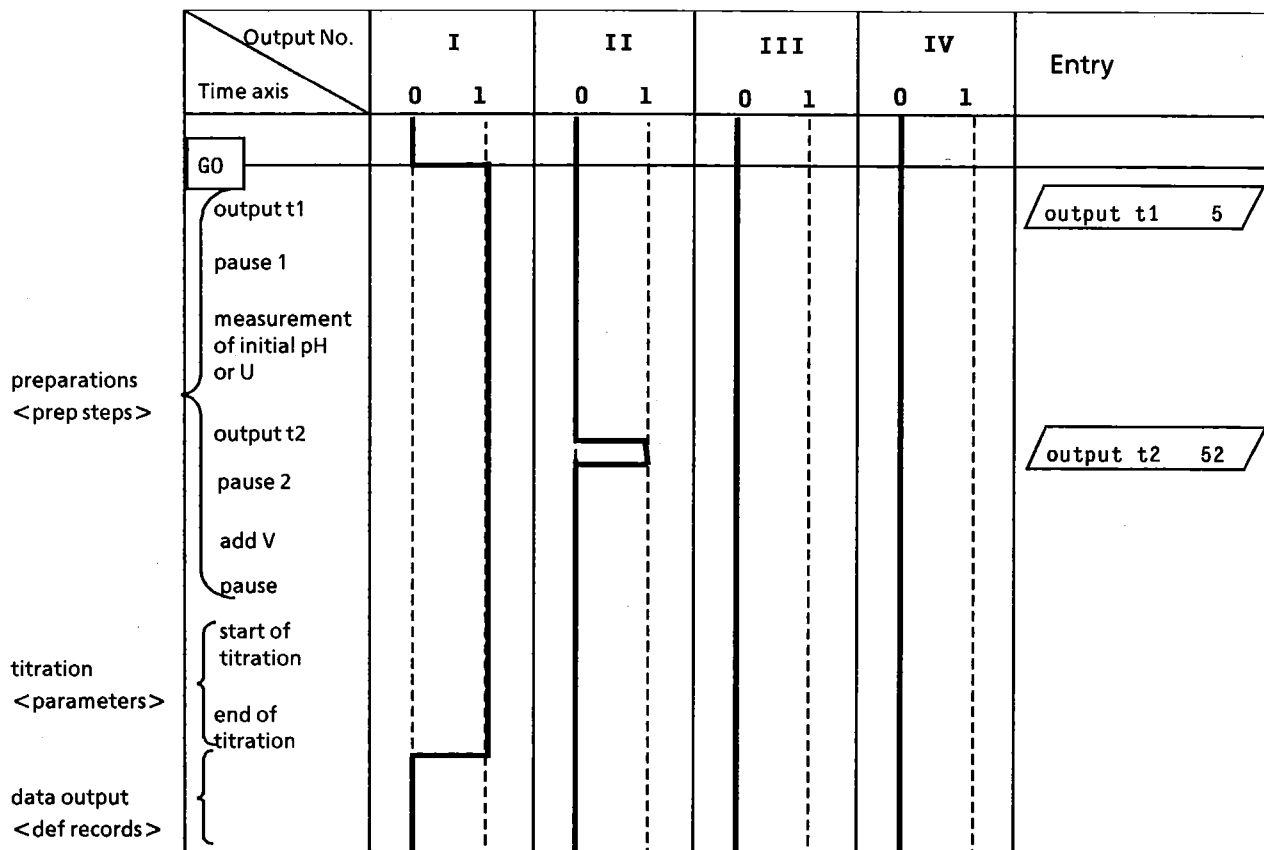 Output No.
Time axis
I
0 1
II
0 1
III
0 1
IV
0 1
Entry
GO
output t1
output t1 5
pause 1
measurement
of initial pH
or U
preparations
<prep steps>
output t2
output t2 52
pause 2
add V
pause
start of
titration
titration
<parameters>
end of
titration
data output
<def records>